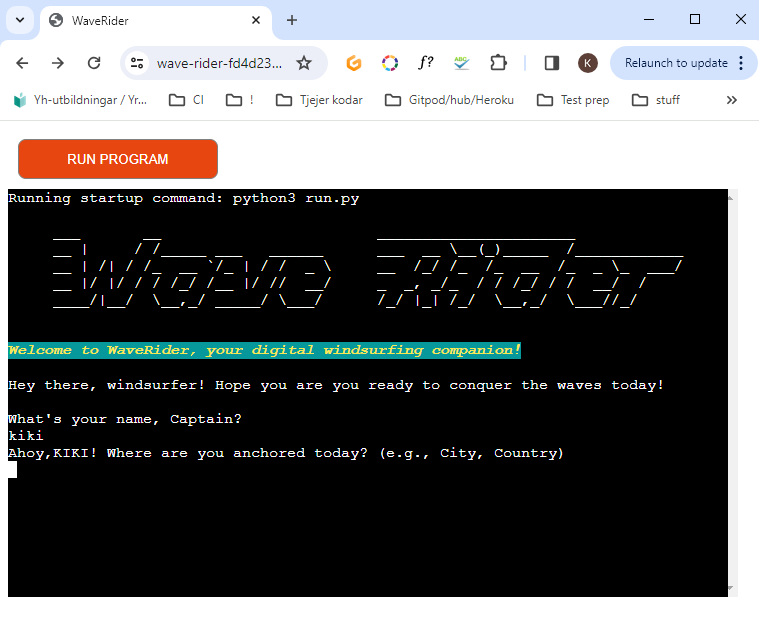 WaveRider
wave-rider-fd4d23...
f?
ABC
K
Relaunch to update
Yh-utbildningar / Yr...
CI
!
Tjejer kodar
Gitpod/hub/Heroku
Test prep
stuff
RUN PROGRAM
Running startup command: python3 run.py
Wave Rider
Welcome to WaveRider, your digital windsurfing companion!
Hey there, windsurfer! Hope you are you ready to conquer the waves today!
What's your name, Captain?
kiki
Ahoy,KIKI! Where are you anchored today? (e.g., City, Country)